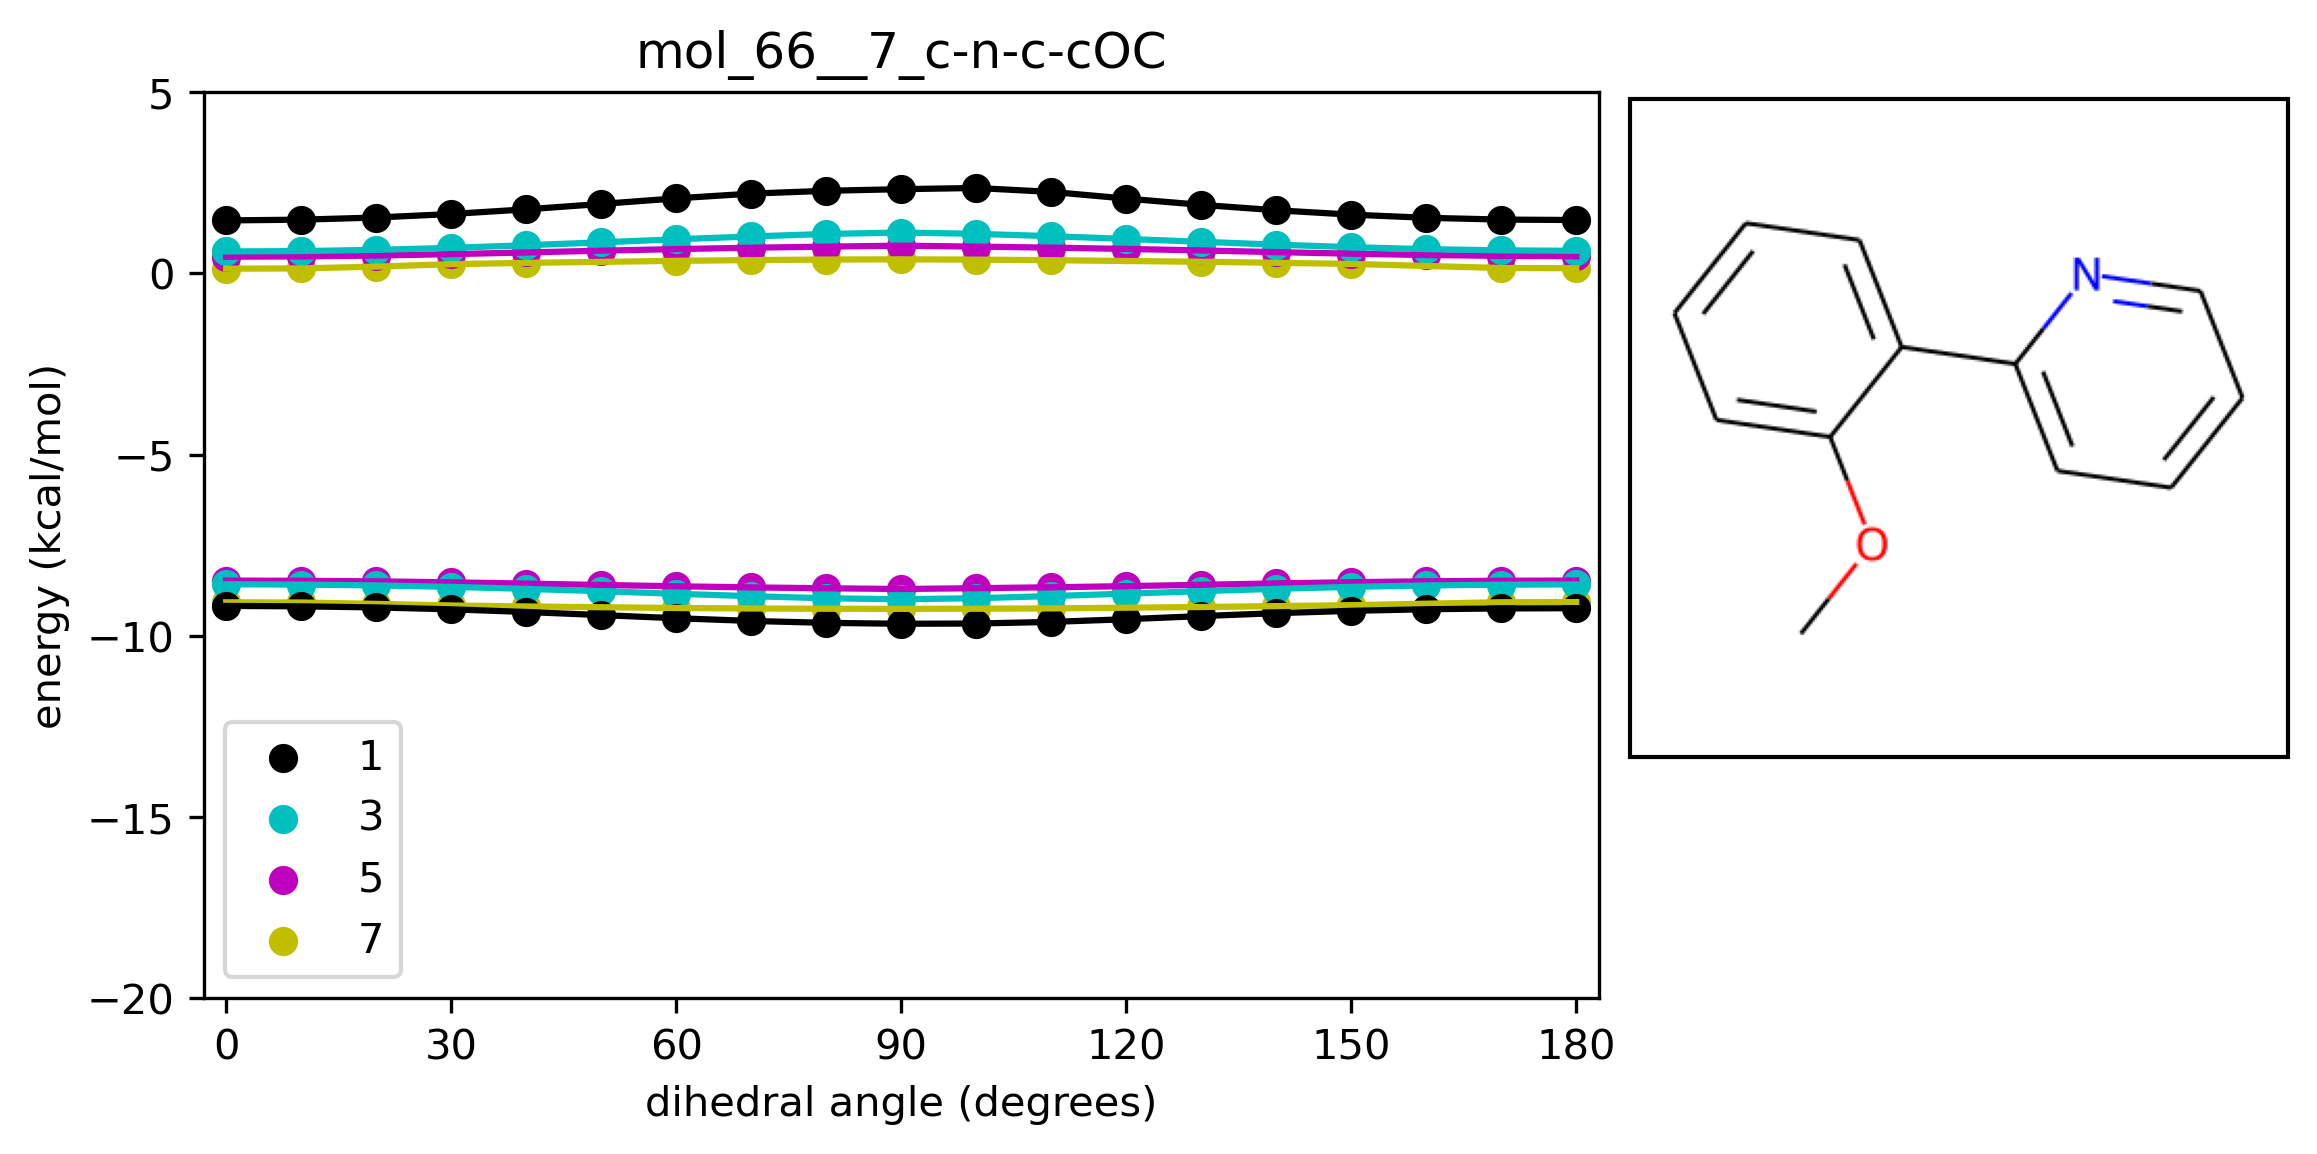 mol_66__7_c-n-c-cOC
energy (kcal/mol)
5
0
−5
−10
−15
−20
1
3
5
7
0 30 60 90 120 150 180
dihedral angle (degrees)
N
O